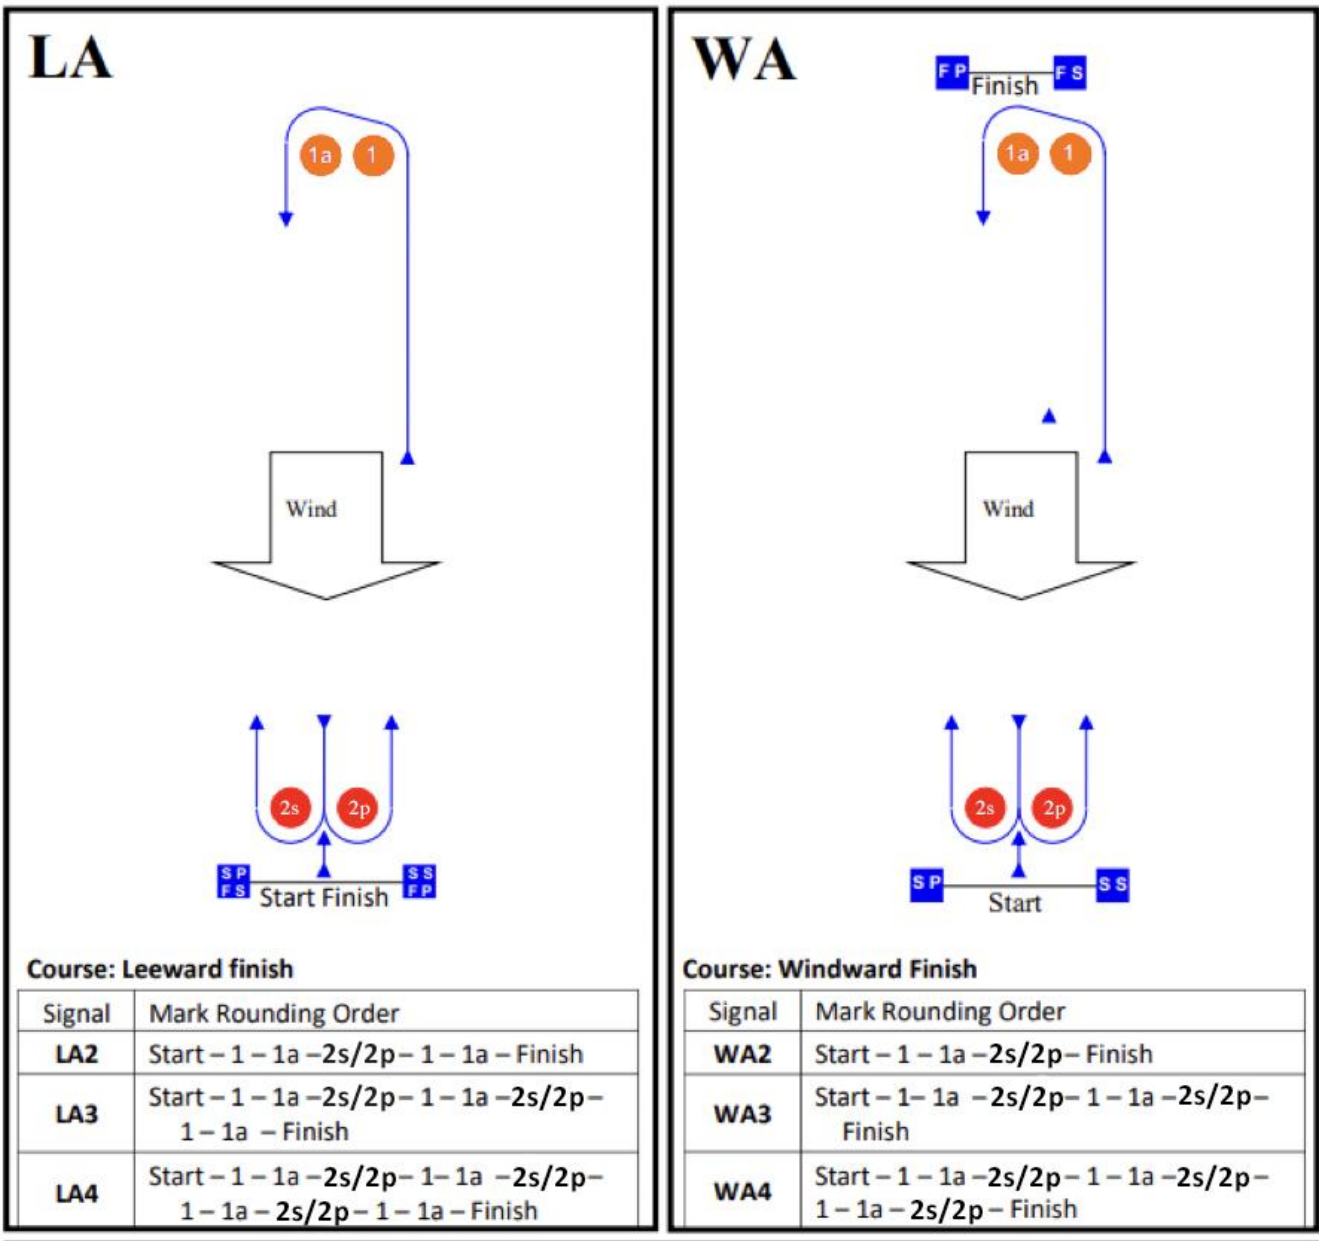 LA
1a 1
Wind
2s 2p
S P
F S
Start Finish
S S
F P
Course: Leeward finish
Signal Mark Rounding Order
LA2 Start – 1 – 1a –2s/2p– 1 – 1a – Finish
LA3 Start – 1 – 1a –2s/2p– 1 – 1a –2s/2p–
1 – 1a – Finish
LA4 Start – 1 – 1a –2s/2p– 1– 1a –2s/2p–
1 – 1a – 2s/2p – 1 – 1a – Finish
WA
F P Finish F S
1a 1
Wind
2s 2p
S P Start S S
Course: Windward Finish
Signal Mark Rounding Order
WA2 Start – 1 – 1a –2s/2p– Finish
WA3 Start – 1– 1a –2s/2p– 1 – 1a –2s/2p–
Finish
WA4 Start – 1 – 1a –2s/2p– 1 – 1a –2s/2p–
1 – 1a – 2s/2p – Finish